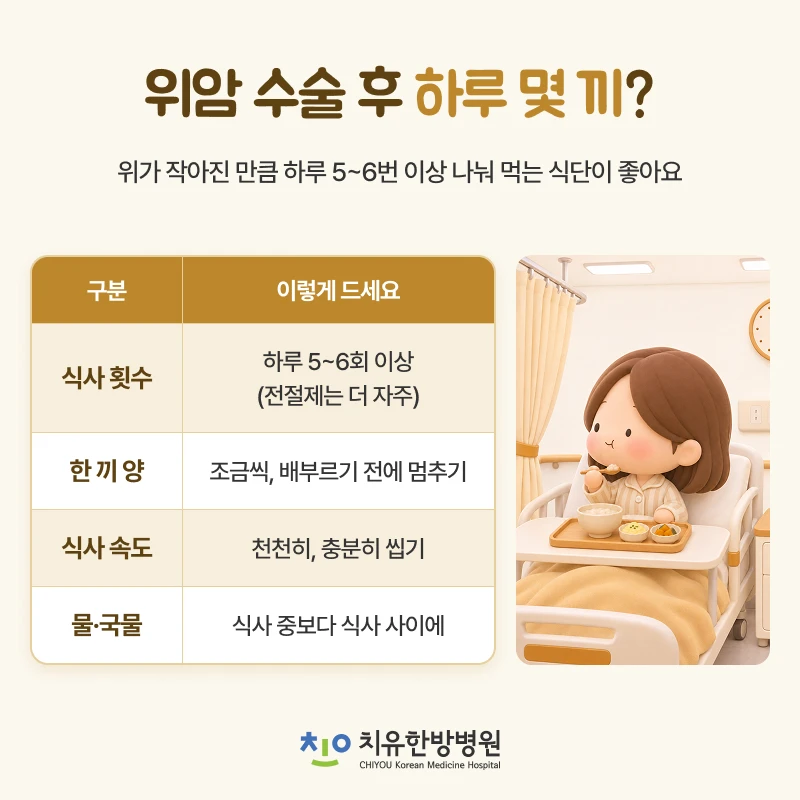 위암 수술 후 하루 몇 끼?
위가 작아진 만큼 하루 5~6번 이상 나눠 먹는 식단이 좋아요
구분 이렇게 드세요
식사 횟수 하루 5~6회 이상
(전절제는 더 자주)
한 끼 양 조금씩, 배부르기 전에 멈추기
식사 속도 천천히, 충분히 씹기
물·국물 식사 중보다 식사 사이에
치유 치유한방병원
CHIYOU Korean Medicine Hospital